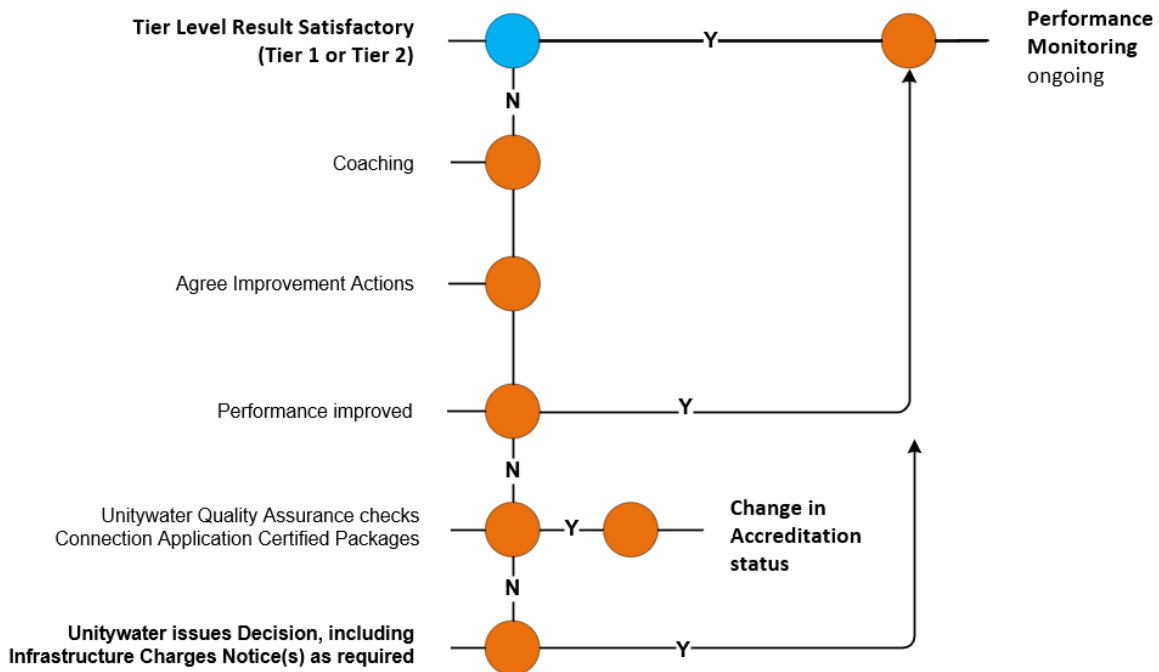 Tier Level Result Satisfactory
(Tier 1 or Tier 2)
Y
Performance
Monitoring
ongoing
N
Coaching
Agree Improvement Actions
Performance improved
Y
N
Unitywater Quality Assurance checks
Connection Application Certified Packages
Y
Change in
Accreditation
status
N
Unitywater issues Decision, including
Infrastructure Charges Notice(s) as required
Y